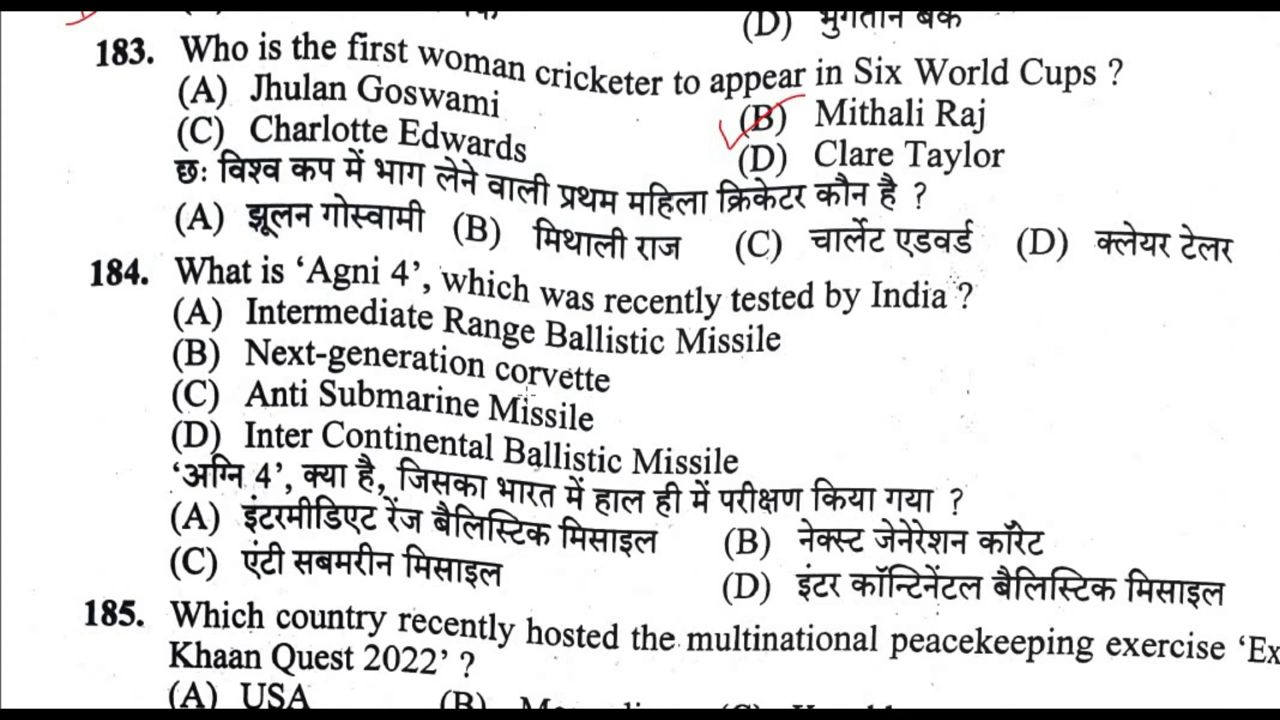 (D) भुगतान बैंक
183. Who is the first woman cricketer to appear in Six World Cups ?
(A) Jhulan Goswami (B) Mithali Raj
(C) Charlotte Edwards (D) Clare Taylor
छः विश्व कप में भाग लेने वाली प्रथम महिला क्रिकेटर कौन है ?
(A) झूलन गोस्वामी (B) मिथाली राज (C) चार्लेट एडवर्ड (D) क्लेयर टेलर
184. What is ‘Agni 4’, which was recently tested by India ?
(A) Intermediate Range Ballistic Missile
(B) Next-generation corvette
(C) Anti Submarine Missile
(D) Inter Continental Ballistic Missile
‘अग्नि 4’, क्या है, जिसका भारत में हाल ही में परीक्षण किया गया ?
(A) इंटरमीडिएट रेंज बैलिस्टिक मिसाइल (B) नेक्स्ट जेनेरेशन कॉरेट
(C) एंटी सबमरीन मिसाइल (D) इंटर कॉन्टिनेंटल बैलिस्टिक मिसाइल
185. Which country recently hosted the multinational peacekeeping exercise ‘Ex
Khaan Quest 2022’ ?
(A) USA (B)